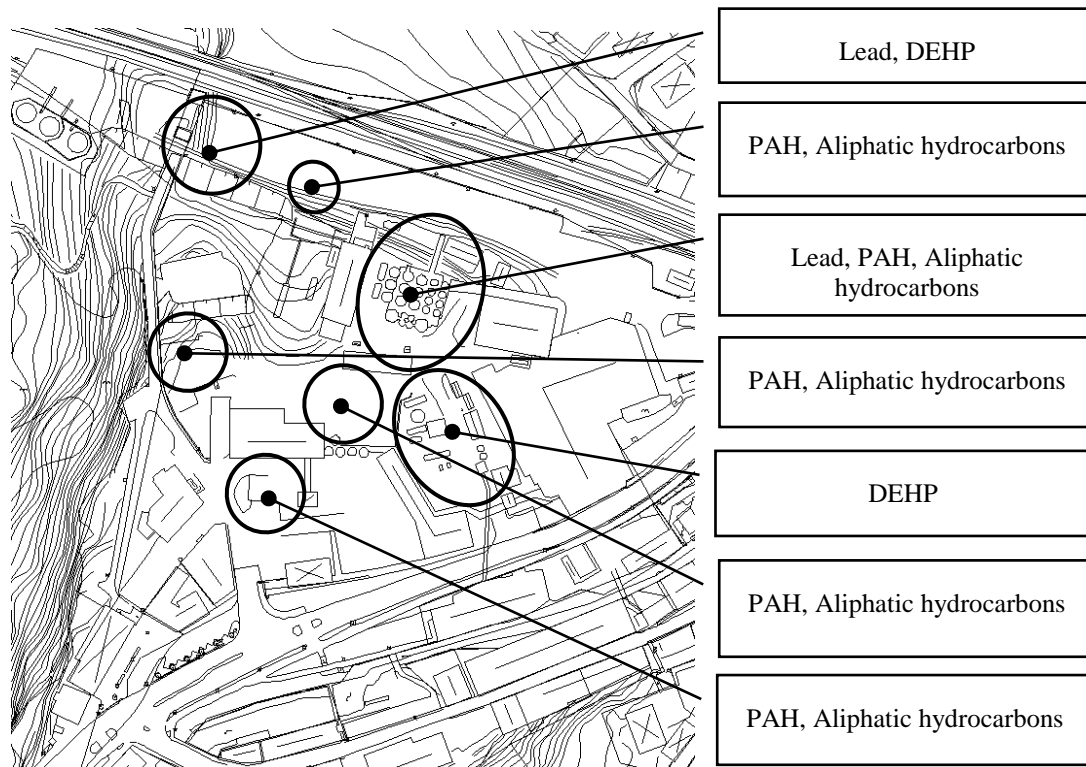 Lead, DEHP
PAH, Aliphatic hydrocarbons
Lead, PAH, Aliphatic
hydrocarbons
PAH, Aliphatic hydrocarbons
DEHP
PAH, Aliphatic hydrocarbons
PAH, Aliphatic hydrocarbons